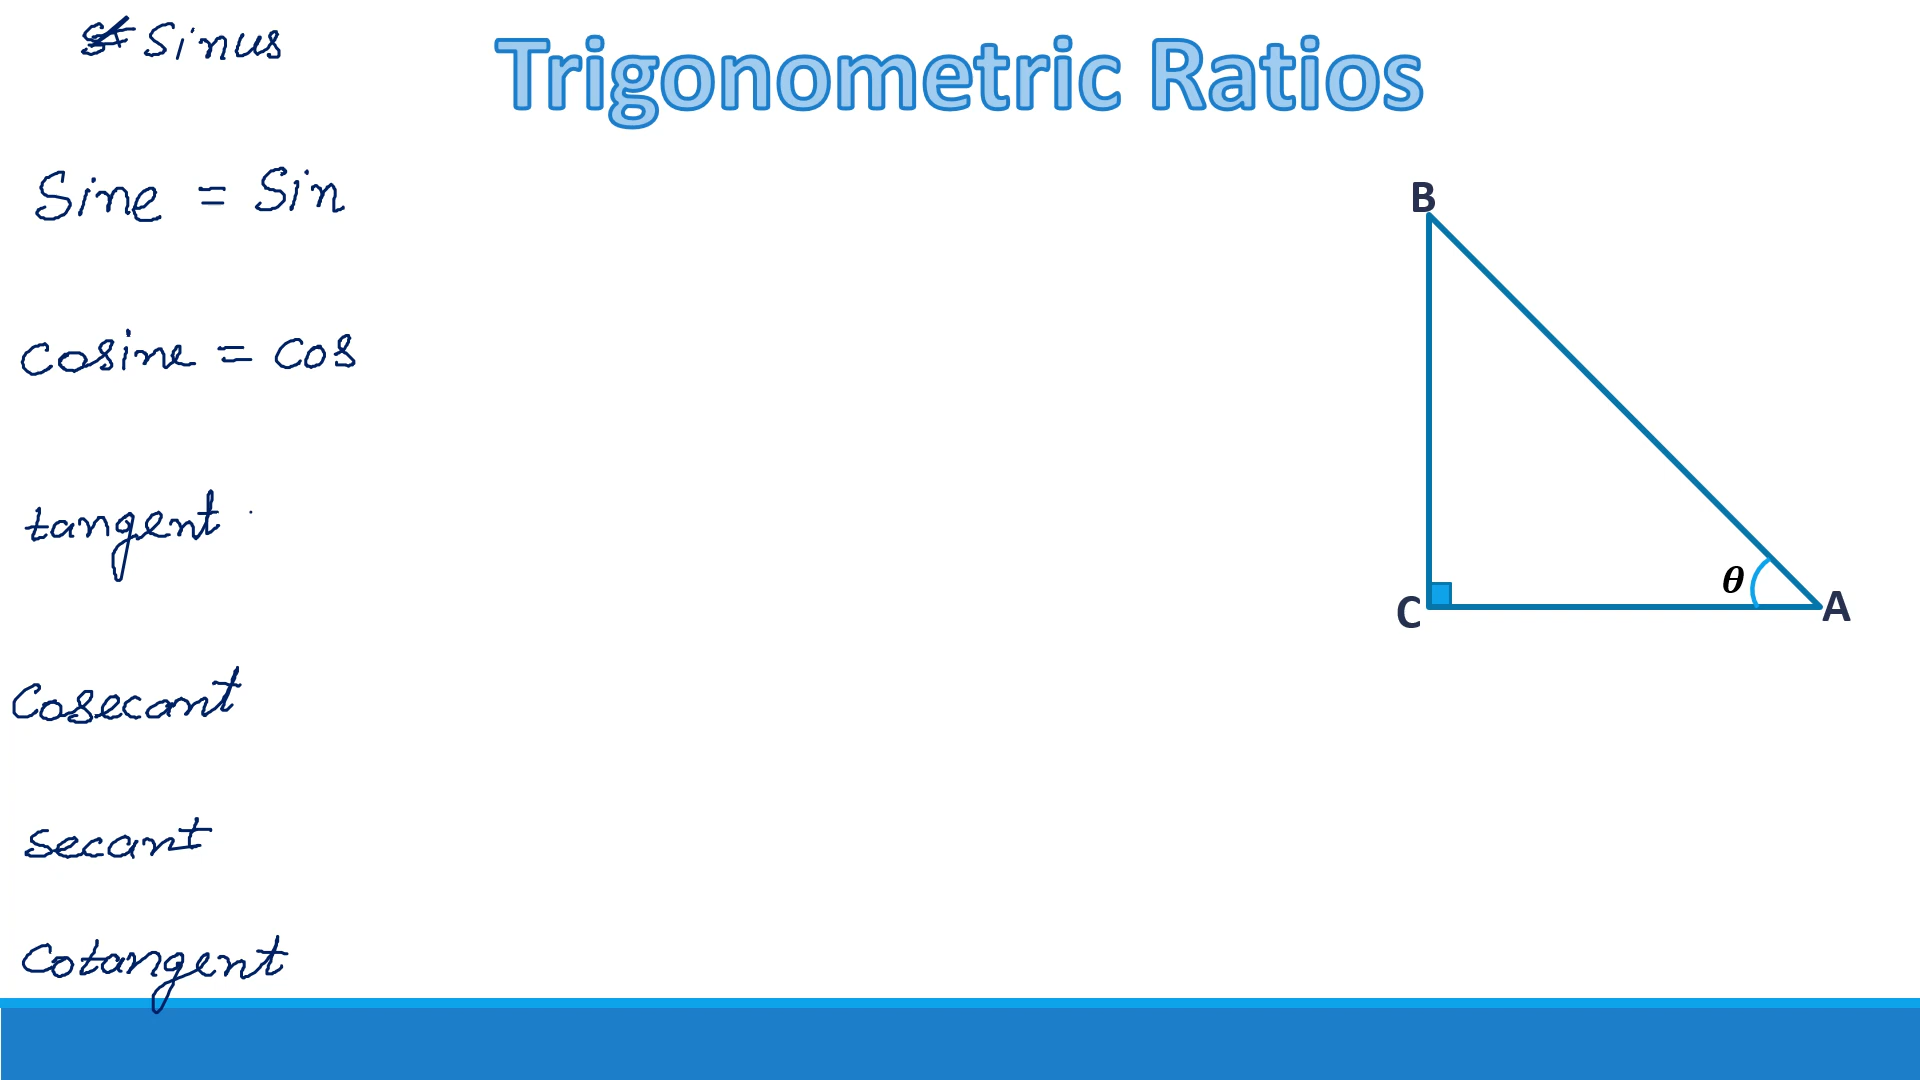 Sinus
Trigonometric Ratios
Sine = Sin
B
cosine = cos
tangent
θ
C
A
Cosecant
secant
Cotangent